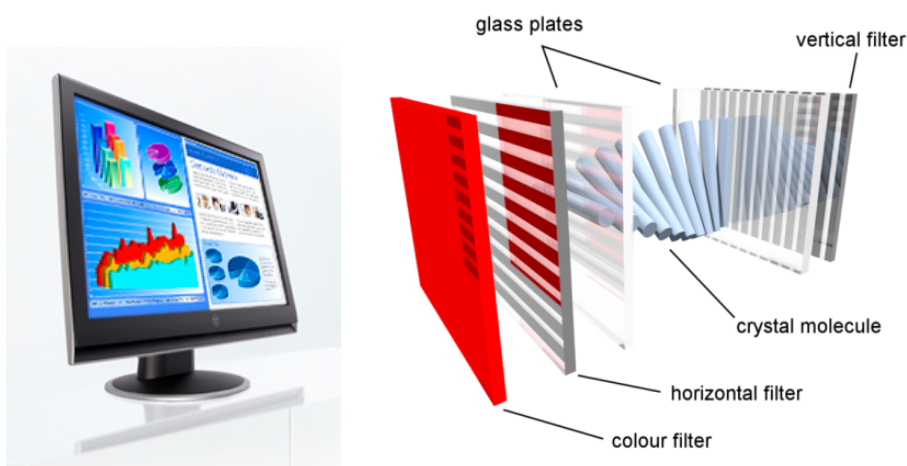 glass plates
vertical filter
crystal molecule
horizontal filter
colour filter